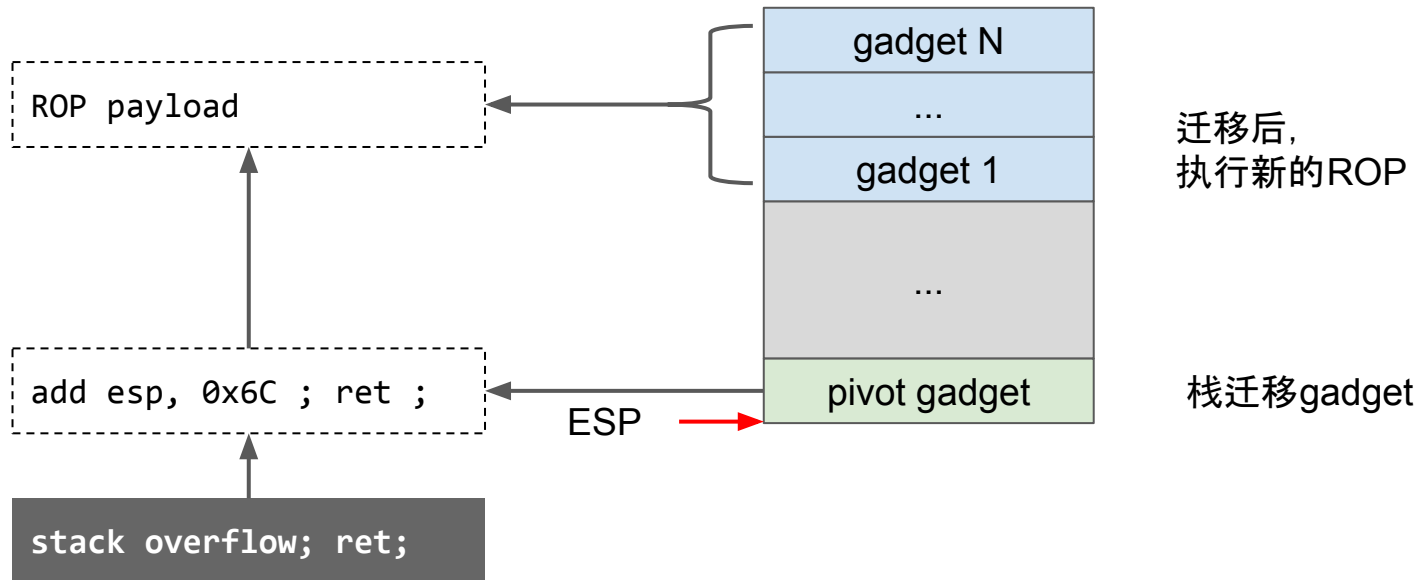 gadget N
ROP payload
...
迁移后,
执行新的ROP
gadget 1
...
add esp, 0x6C ; ret ;
pivot gadget
栈迁移gadget
ESP
stack overflow; ret;